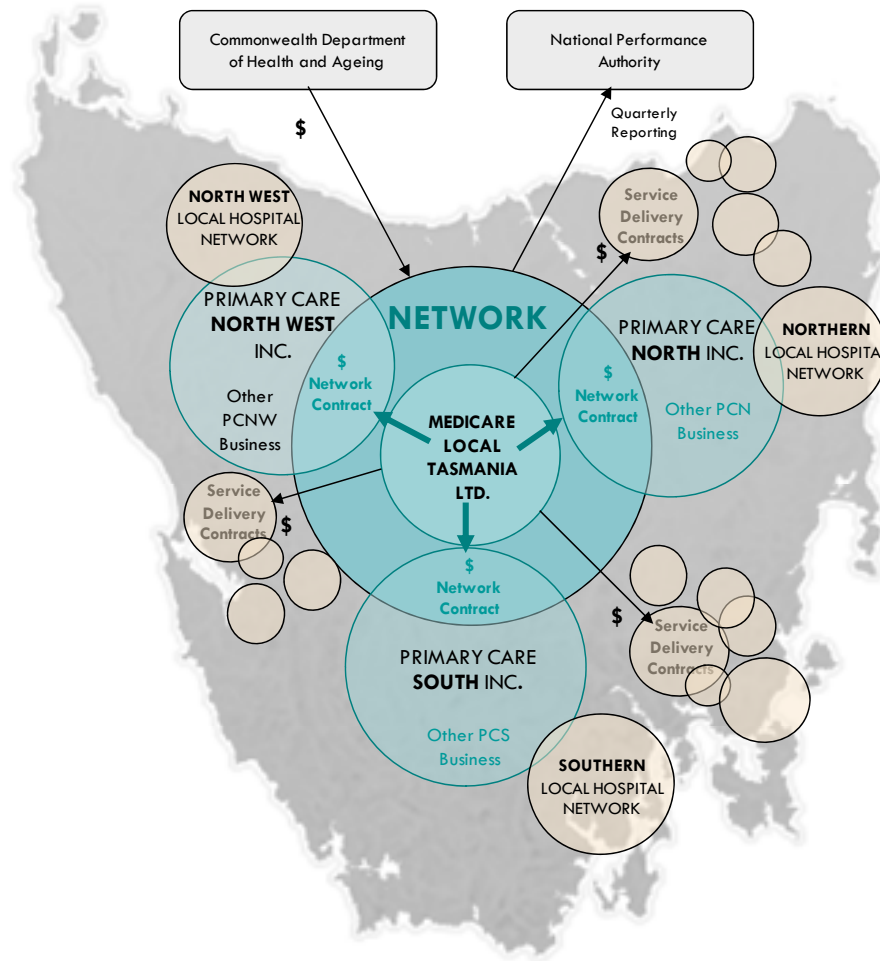 Commonwealth Department
of Health and Ageing
National Performance
Authority
$
Quarterly
Reporting
NORTH WEST
LOCAL HOSPITAL
NETWORK
Service
Delivery
Contracts
$
PRIMARY CARE
NORTH WEST
INC.
NETWORK
PRIMARY CARE
NORTH INC.
NORTHERN
LOCAL HOSPITAL
NETWORK
$
Network
Contract
$
Network
Contract
Other
PCNW
Business
Other PCN
Business
MEDICARE
LOCAL
TASMANIA
LTD.
Service
Delivery
Contracts
$
$
Network
Contract
$
Service
Delivery
Contracts
PRIMARY CARE
SOUTH INC.
Other PCS
Business
SOUTHERN
LOCAL HOSPITAL
NETWORK